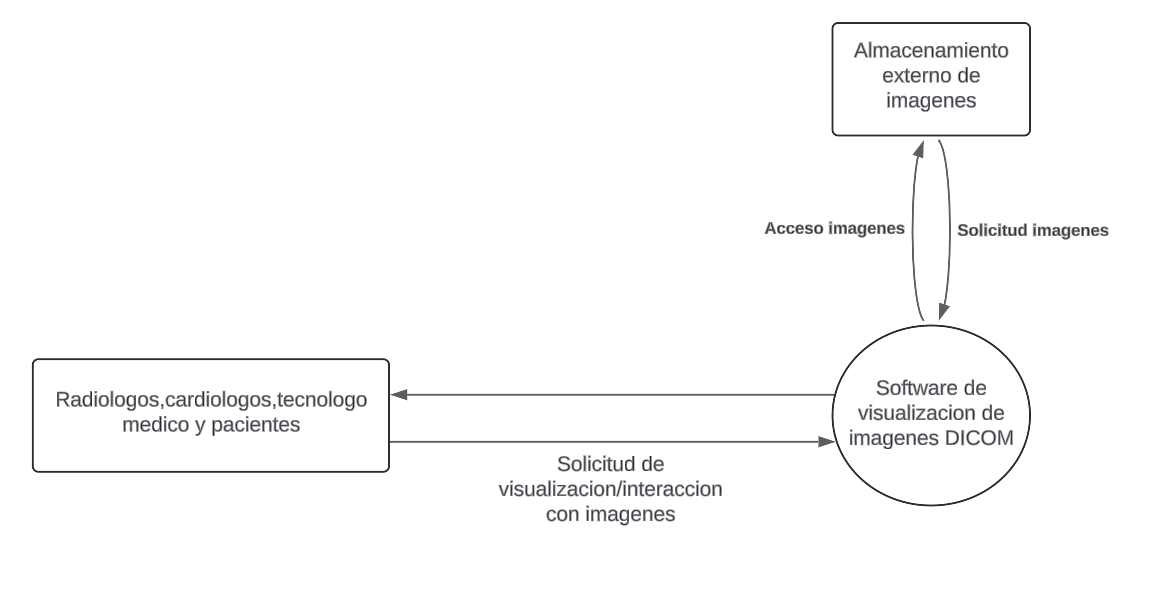 Almacenamiento
externo de
imagenes
Acceso imagenes
Solicitud imagenes
Radiologos,cardiologos,tecnologo
medico y pacientes
Software de
visualizacion de
imagenes DICOM
Solicitud de
visualizacion/interaccion
con imagenes